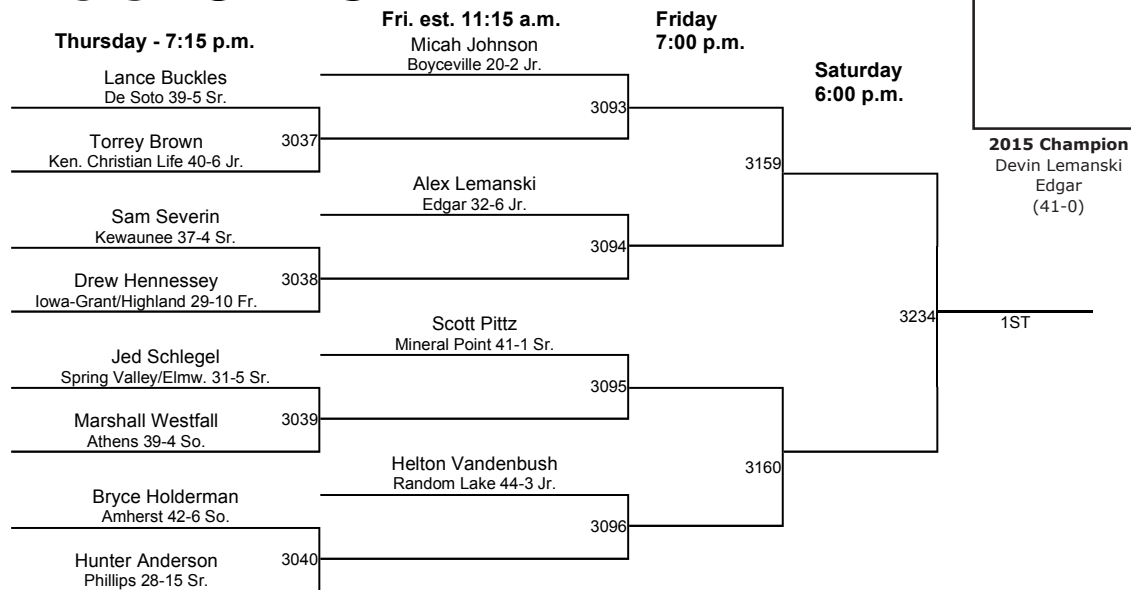 Thursday - 7:15 p.m.
Lance Buckles
De Soto 39-5 Sr.
Torrey Brown
Ken. Christian Life 40-6 Jr.
3037
Sam Severin
Kewaunee 37-4 Sr.
Drew Hennessey
Iowa-Grant/Highland 29-10 Fr.
3038
Jed Schlegel
Spring Valley/Elmw. 31-5 Sr.
Marshall Westfall
Athens 39-4 So.
3039
Bryce Holderman
Amherst 42-6 So.
Hunter Anderson
Phillips 28-15 Sr.
3040
Fri. est. 11:15 a.m.
Micah Johnson
Boyceville 20-2 Jr.
3093
Alex Lemanski
Edgar 32-6 Jr.
3094
Scott Pittz
Mineral Point 41-1 Sr.
3095
Helton Vandenbush
Random Lake 44-3 Jr.
3096
Friday
7:00 p.m.
3159
3160
Saturday
6:00 p.m.
3234
1ST
2015 Champion
Devin Lemanski
Edgar
(41-0)